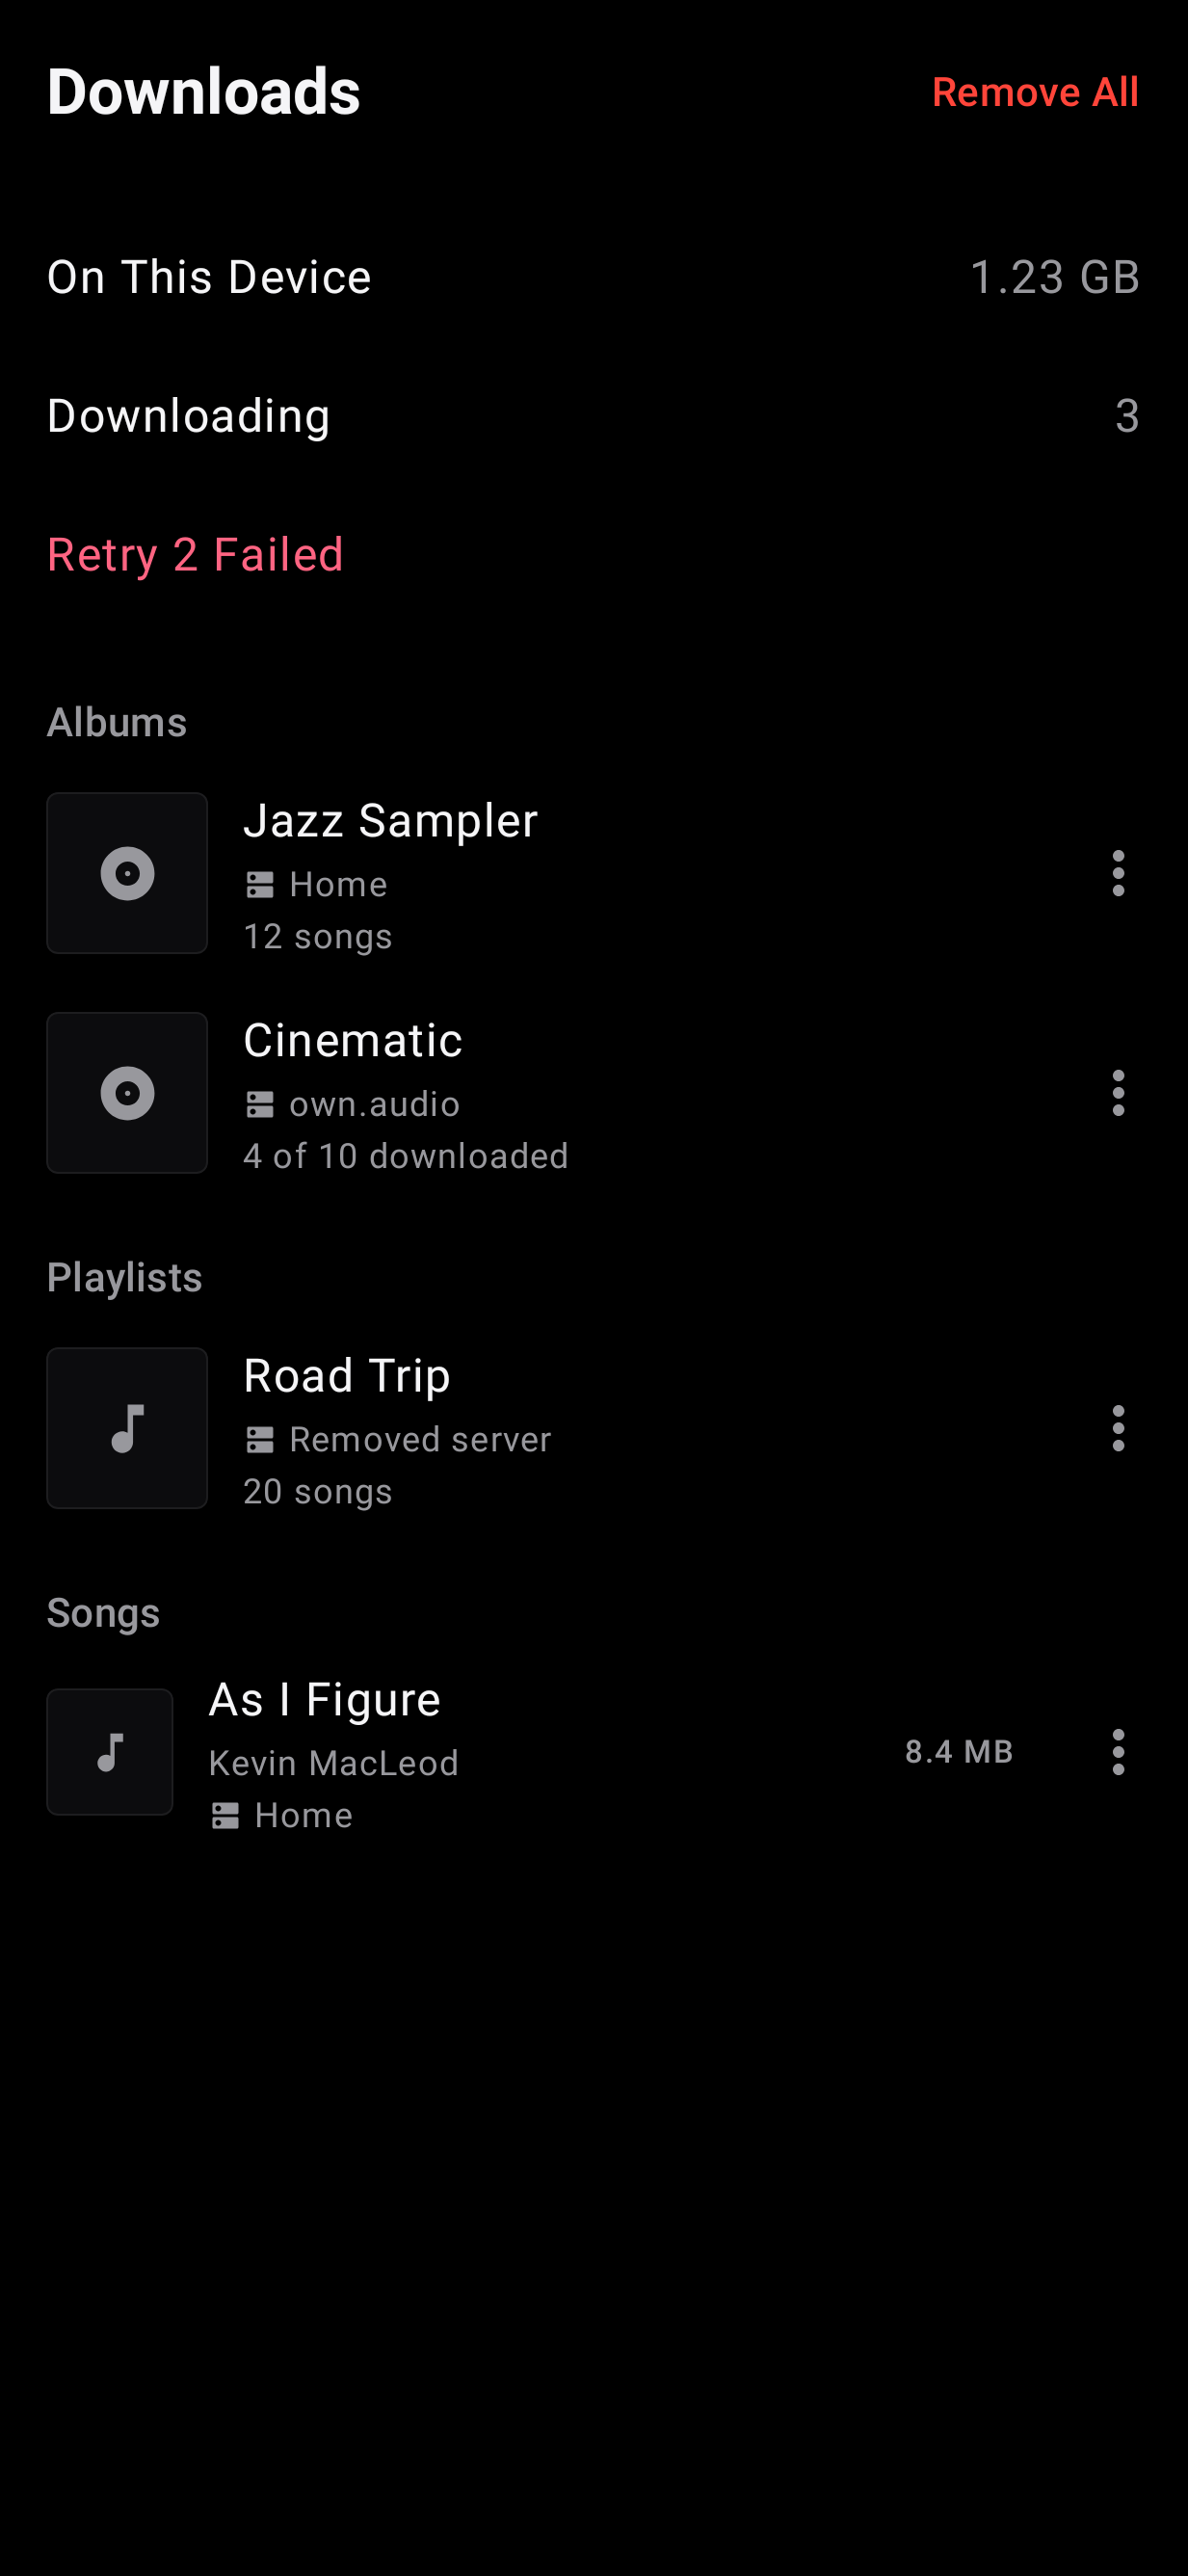 Downloads
Remove All
On This Device
1.23 GB
Downloading
3
Retry 2 Failed
Albums
Jazz Sampler
Home
12 songs
Cinematic
own.audio
4 of 10 downloaded
Playlists
Road Trip
Removed server
20 songs
Songs
As I Figure
Kevin MacLeod
Home
8.4 MB